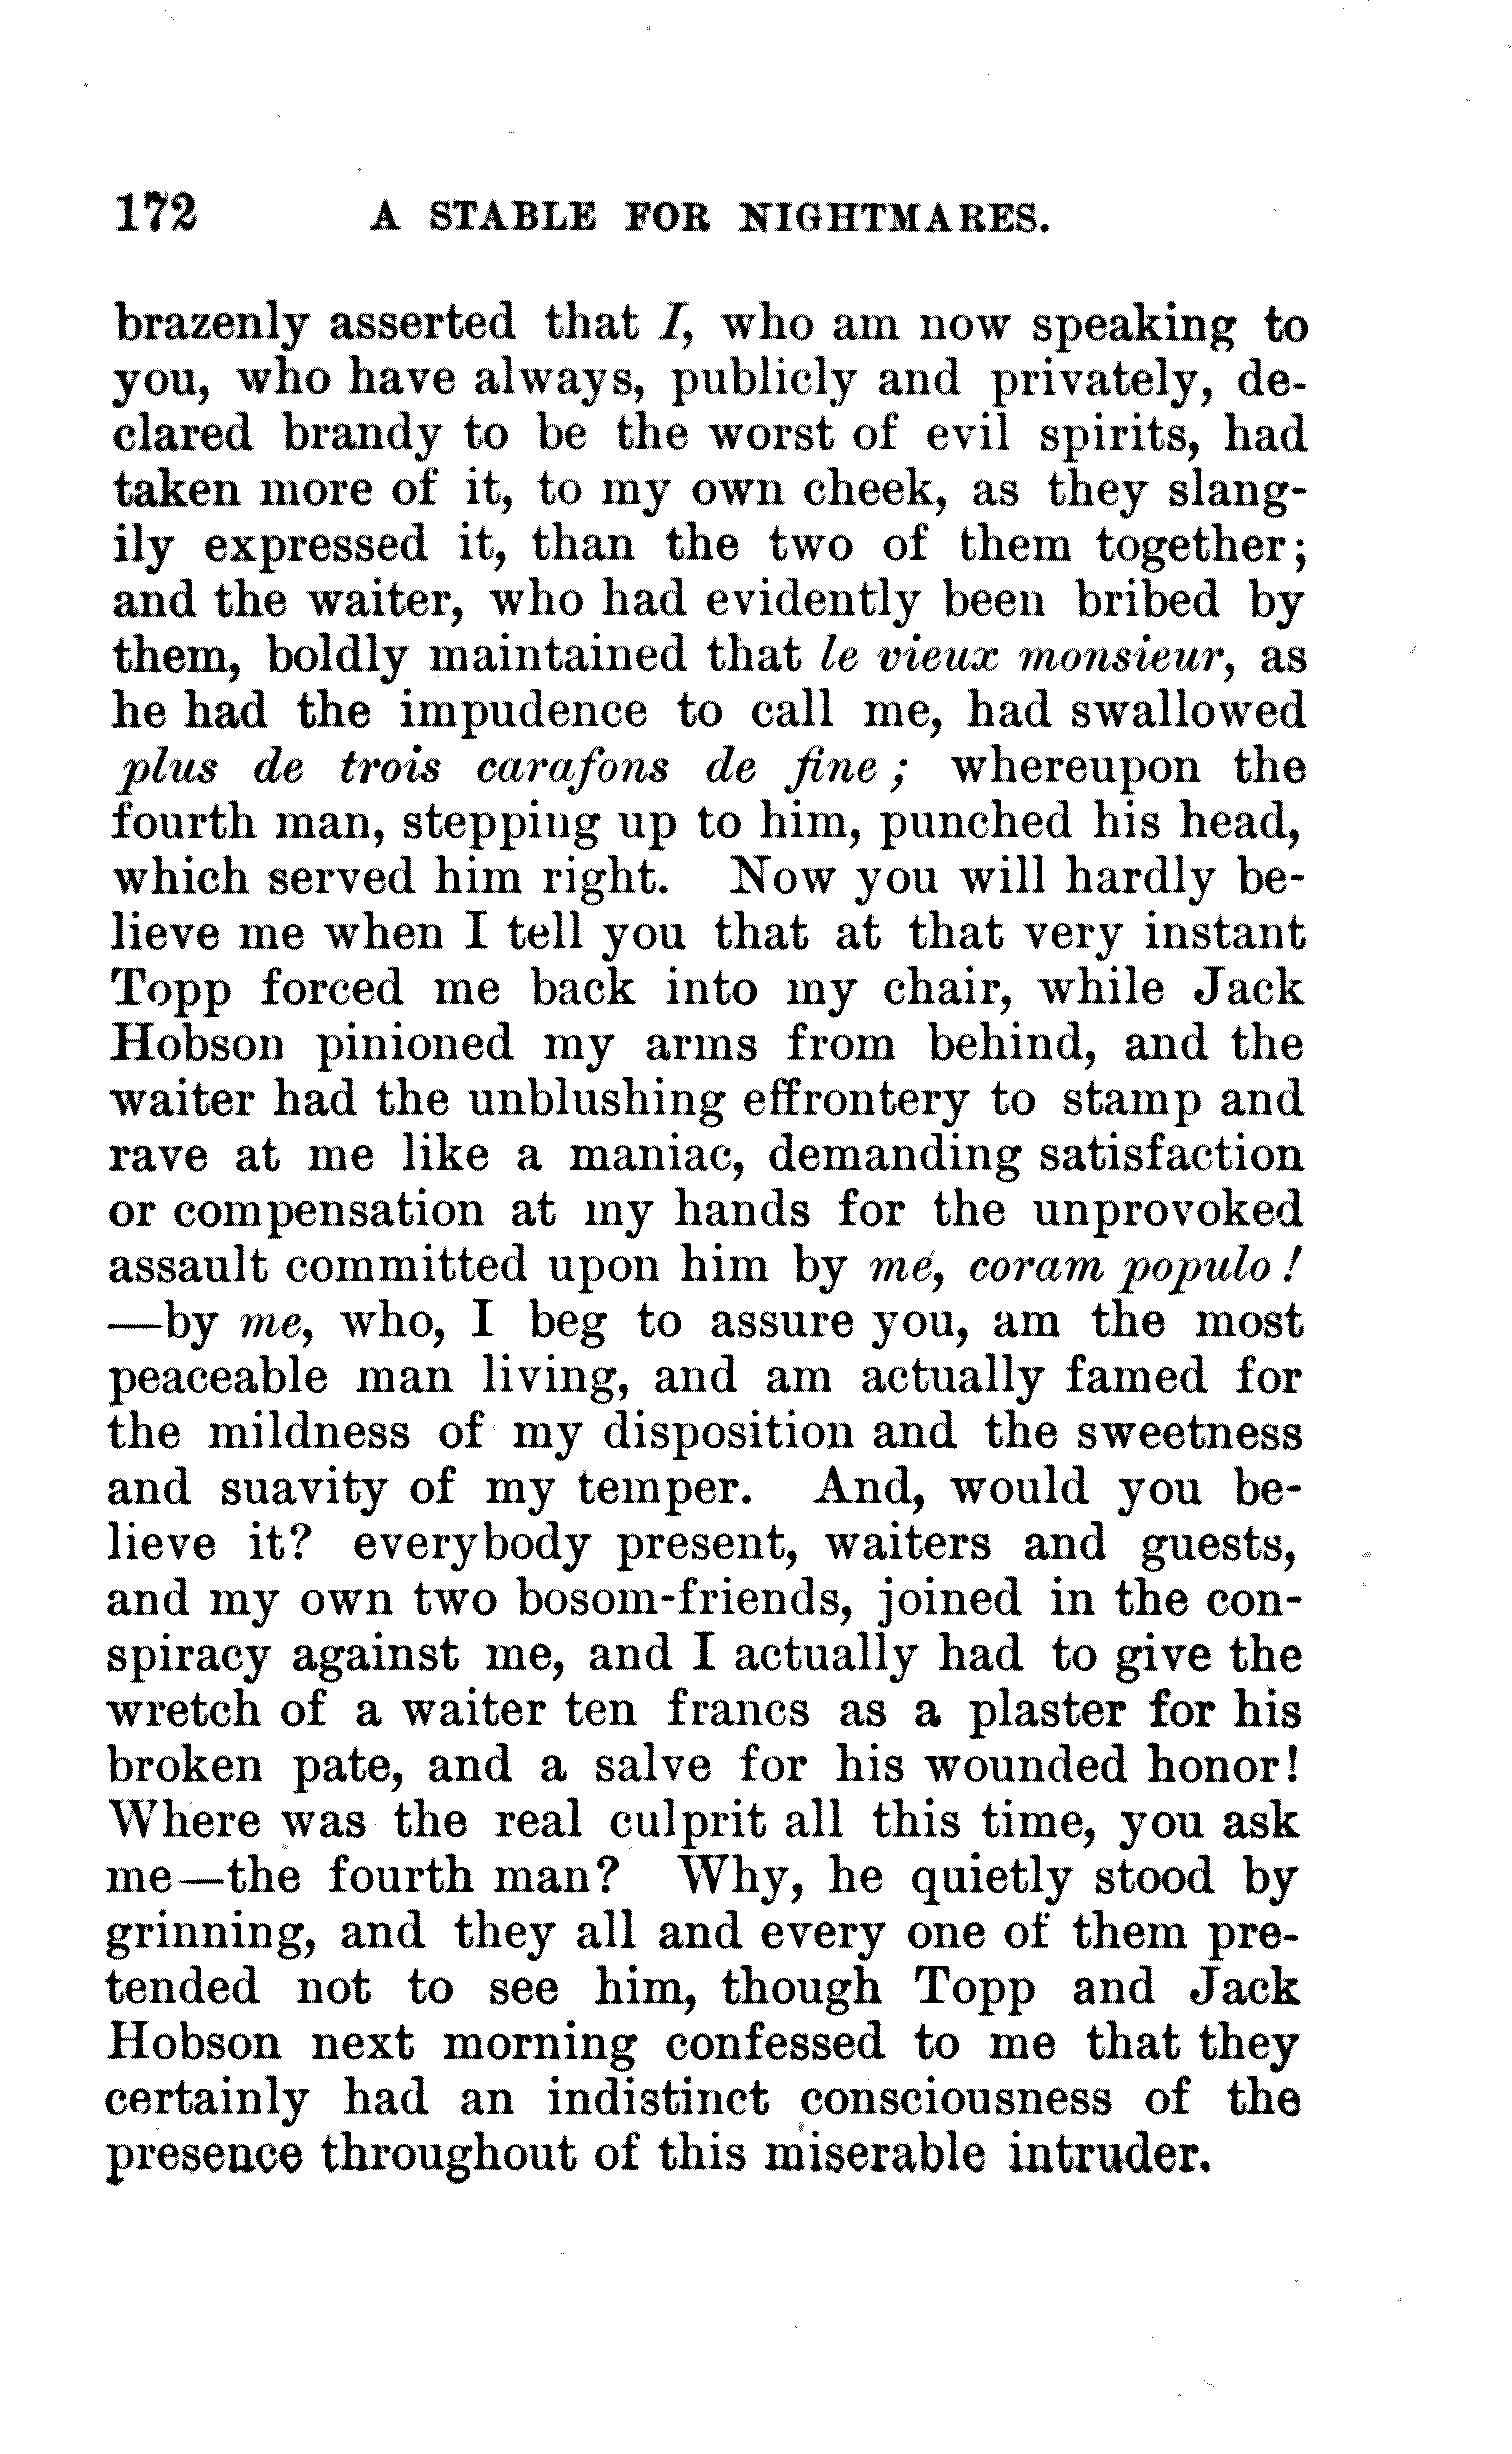 172 A STABLE FOR NIGHTMARES.
brazenly asserted that I, who am now speaking to
you, who have always, publicly and privately, de-
clared brandy to be the worst of evil spirits, had
taken more of it, to my own cheek, as they slang-
ily expressed it, than the two of them together;
and the waiter, who had evidently been bribed by
them, boldly maintained that le vieux monsieur, as
he had the impudence to call me, had swallowed
plus de trois carafons de fine; whereupon the
fourth man, stepping up to him, punched his head,
which served him right. Now you will hardly be-
lieve me when I tell you that at that very instant
Topp forced me back into my chair, while Jack
Hobson pinioned my arms from behind, and the
waiter had the unblushing effrontery to stamp and
rave at me like a maniac, demanding satisfaction
or compensation at my hands for the unprovoked
assault committed upon him by me, coram populo!
—by me, who, I beg to assure you, am the most
peaceable man living, and am actually famed for
the mildness of my disposition and the sweetness
and suavity of my temper. And, would you be-
lieve it? everybody present, waiters and guests,
and my own two bosom-friends, joined in the con-
spiracy against me, and I actually had to give the
wretch of a waiter ten francs as a plaster for his
broken pate, and a salve for his wounded honor!
Where was the real culprit all this time, you ask
me—the fourth man? Why, he quietly stood by
grinning, and they all and every one of them pre-
tended not to see him, though Topp and Jack
Hobson next morning confessed to me that they
certainly had an indistinct consciousness of the
presence throughout of this miserable intruder.